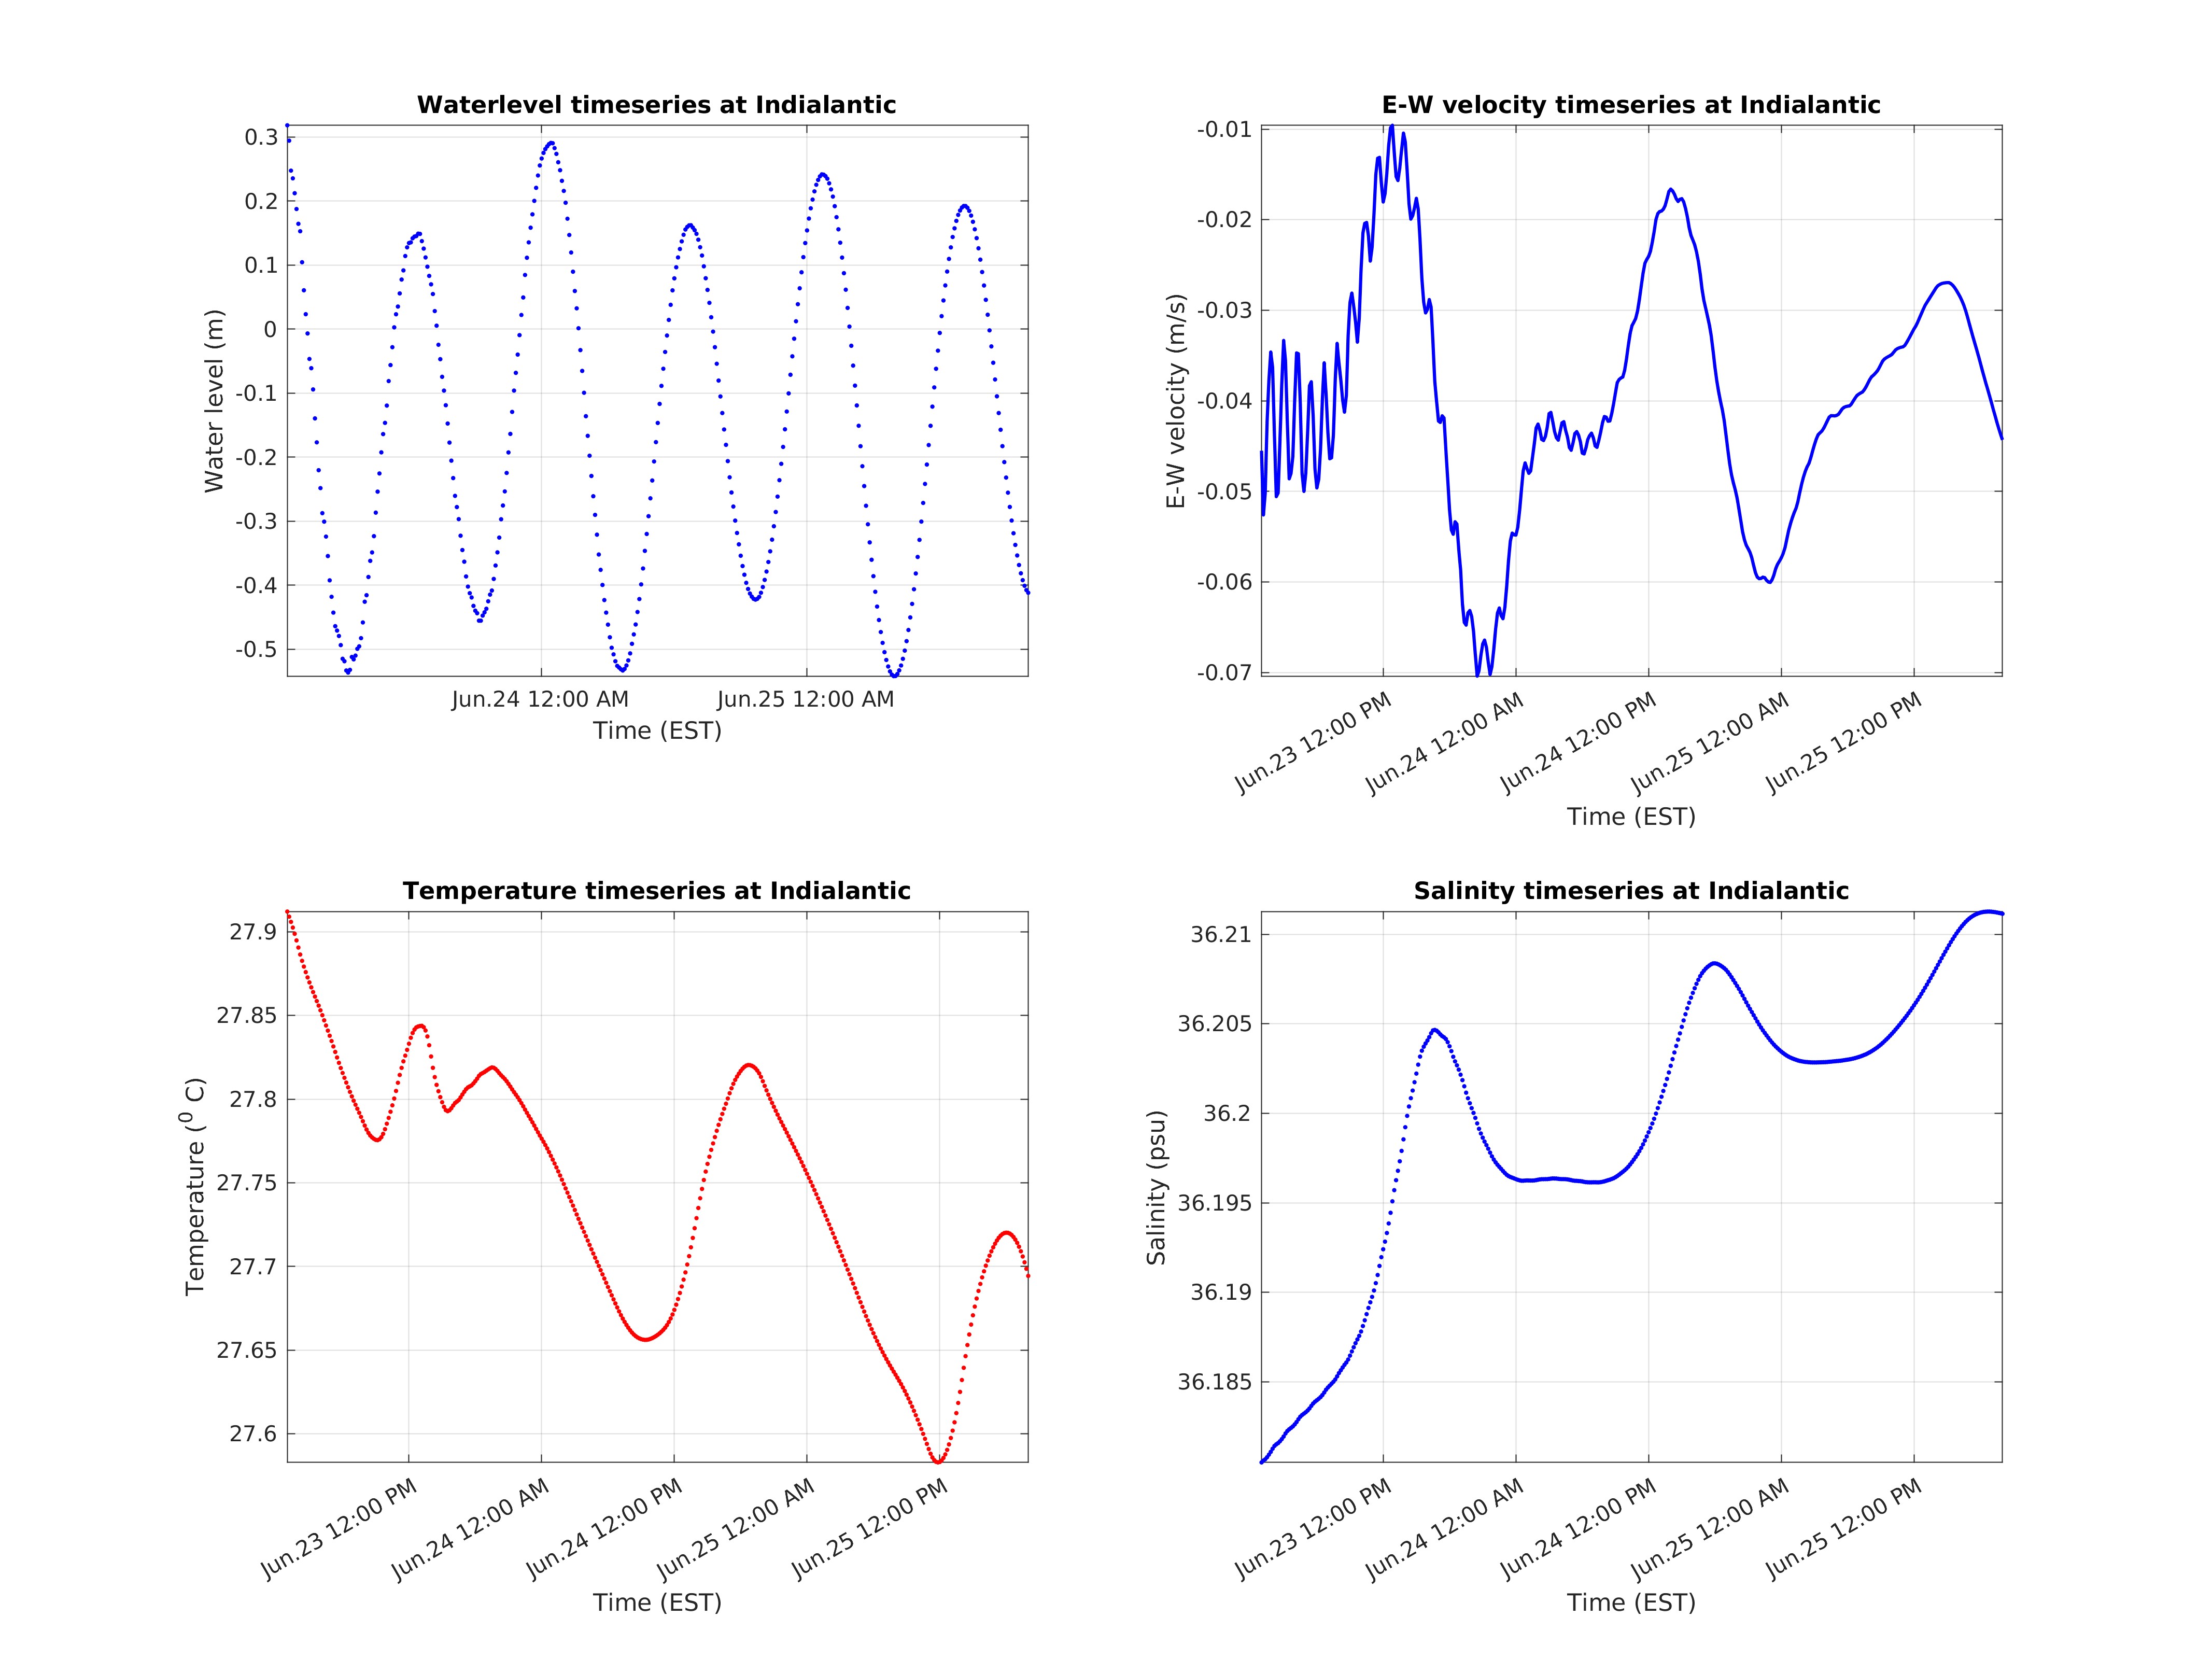 Waterlevel timeseries at Indialantic
0.3
0.2
0.1
0
-0.1
-0.2
-0.3
-0.4
-0.5
Water level (m)
Jun.24 12:00 AM
Jun.25 12:00 AM
Time (EST)
E-W velocity timeseries at Indialantic
-0.01
-0.02
-0.03
-0.04
-0.05
-0.06
-0.07
E-W velocity (m/s)
Jun.23 12:00 PM
Jun.24 12:00 AM
Jun.24 12:00 PM
Jun.25 12:00 AM
Jun.25 12:00 PM
Time (EST)
Temperature timeseries at Indialantic
27.9
27.85
27.8
27.75
27.7
27.65
27.6
Temperature (⁰ C)
Jun.23 12:00 PM
Jun.24 12:00 AM
Jun.24 12:00 PM
Jun.25 12:00 AM
Jun.25 12:00 PM
Time (EST)
Salinity timeseries at Indialantic
36.21
36.205
36.2
36.195
36.19
36.185
Salinity (psu)
Jun.23 12:00 PM
Jun.24 12:00 AM
Jun.24 12:00 PM
Jun.25 12:00 AM
Jun.25 12:00 PM
Time (EST)